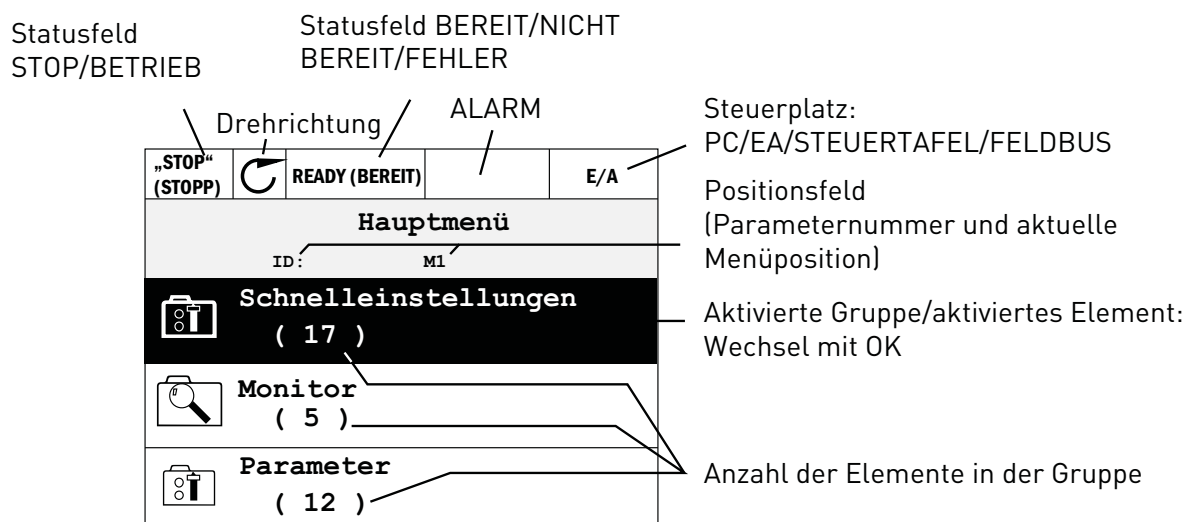 Statusfeld
STOP/BETRIEB
Statusfeld BEREIT/NICHT
BEREIT/FEHLER
Drehrichtung
ALARM
Steuerplatz:
PC/EA/STEUERTAFEL/FELDBUS
„STOP“
(STOPP)
READY (BEREIT)
E/A
Positionsfeld
(Parameternummer und aktuelle
Menüposition)
Hauptmenü
ID: M1
Schnelleinstellungen
( 17 )
Aktivierte Gruppe/aktiviertes Element:
Wechsel mit OK
Monitor
( 5 )
Parameter
( 12 )
Anzahl der Elemente in der Gruppe